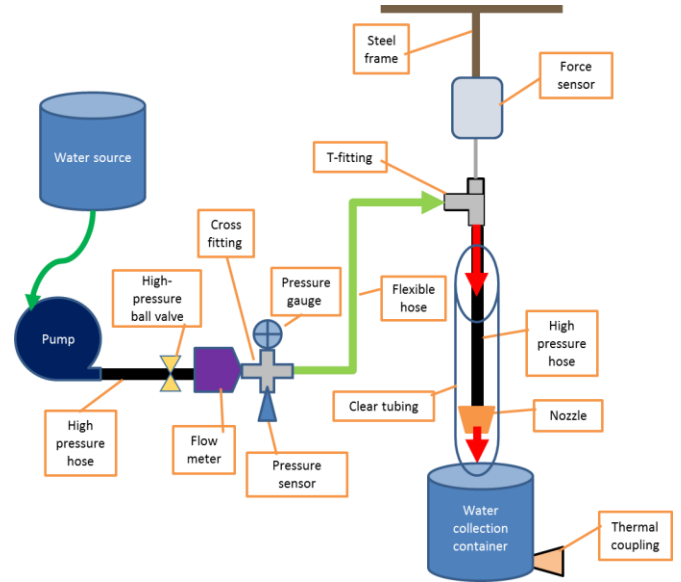 Steel
frame
Force
sensor
Water source
T-fitting
Cross
fitting
High-
pressure
ball valve
Pressure
gauge
Flexible
hose
Pump
High
pressure
hose
Clear tubing
Nozzle
High
pressure
hose
Flow
meter
Pressure
sensor
Water
collection
container
Thermal
coupling